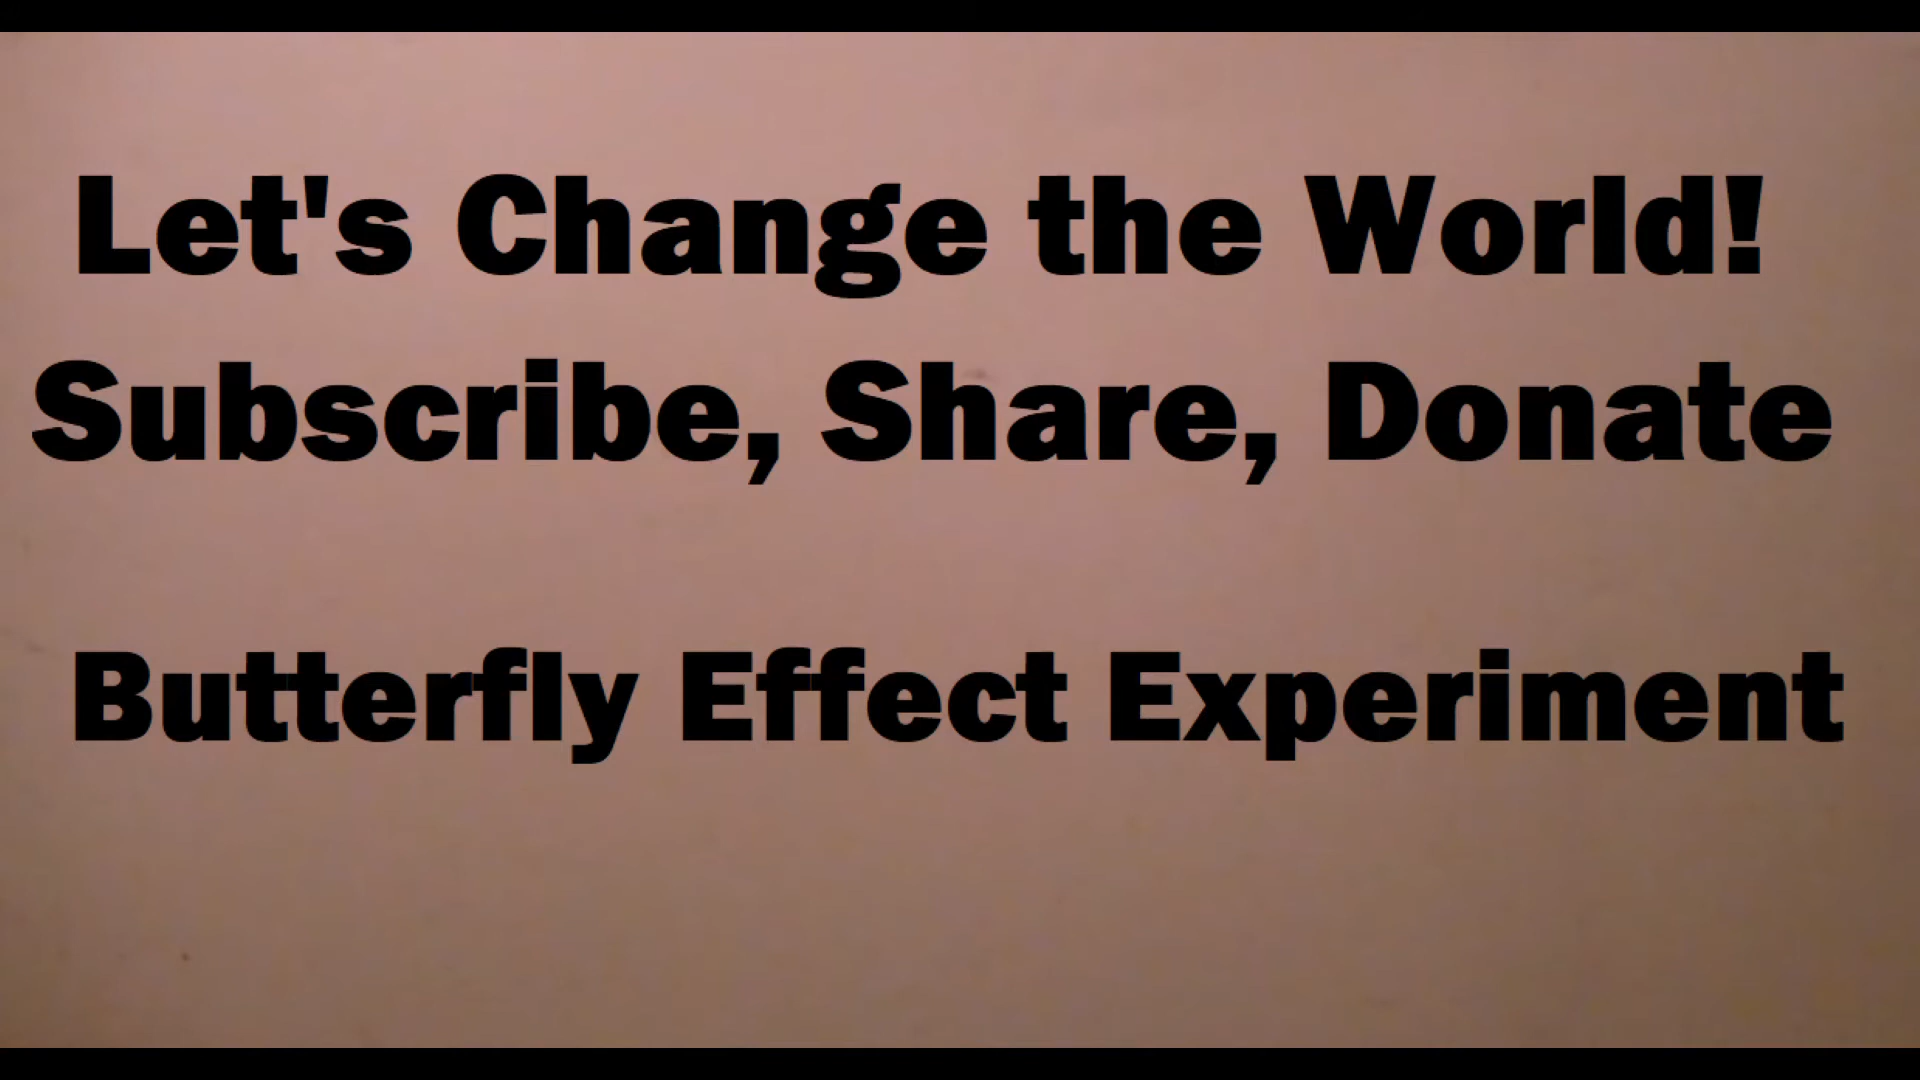 Let's Change the World!
Subscribe, Share, Donate
Butterfly Effect Experiment